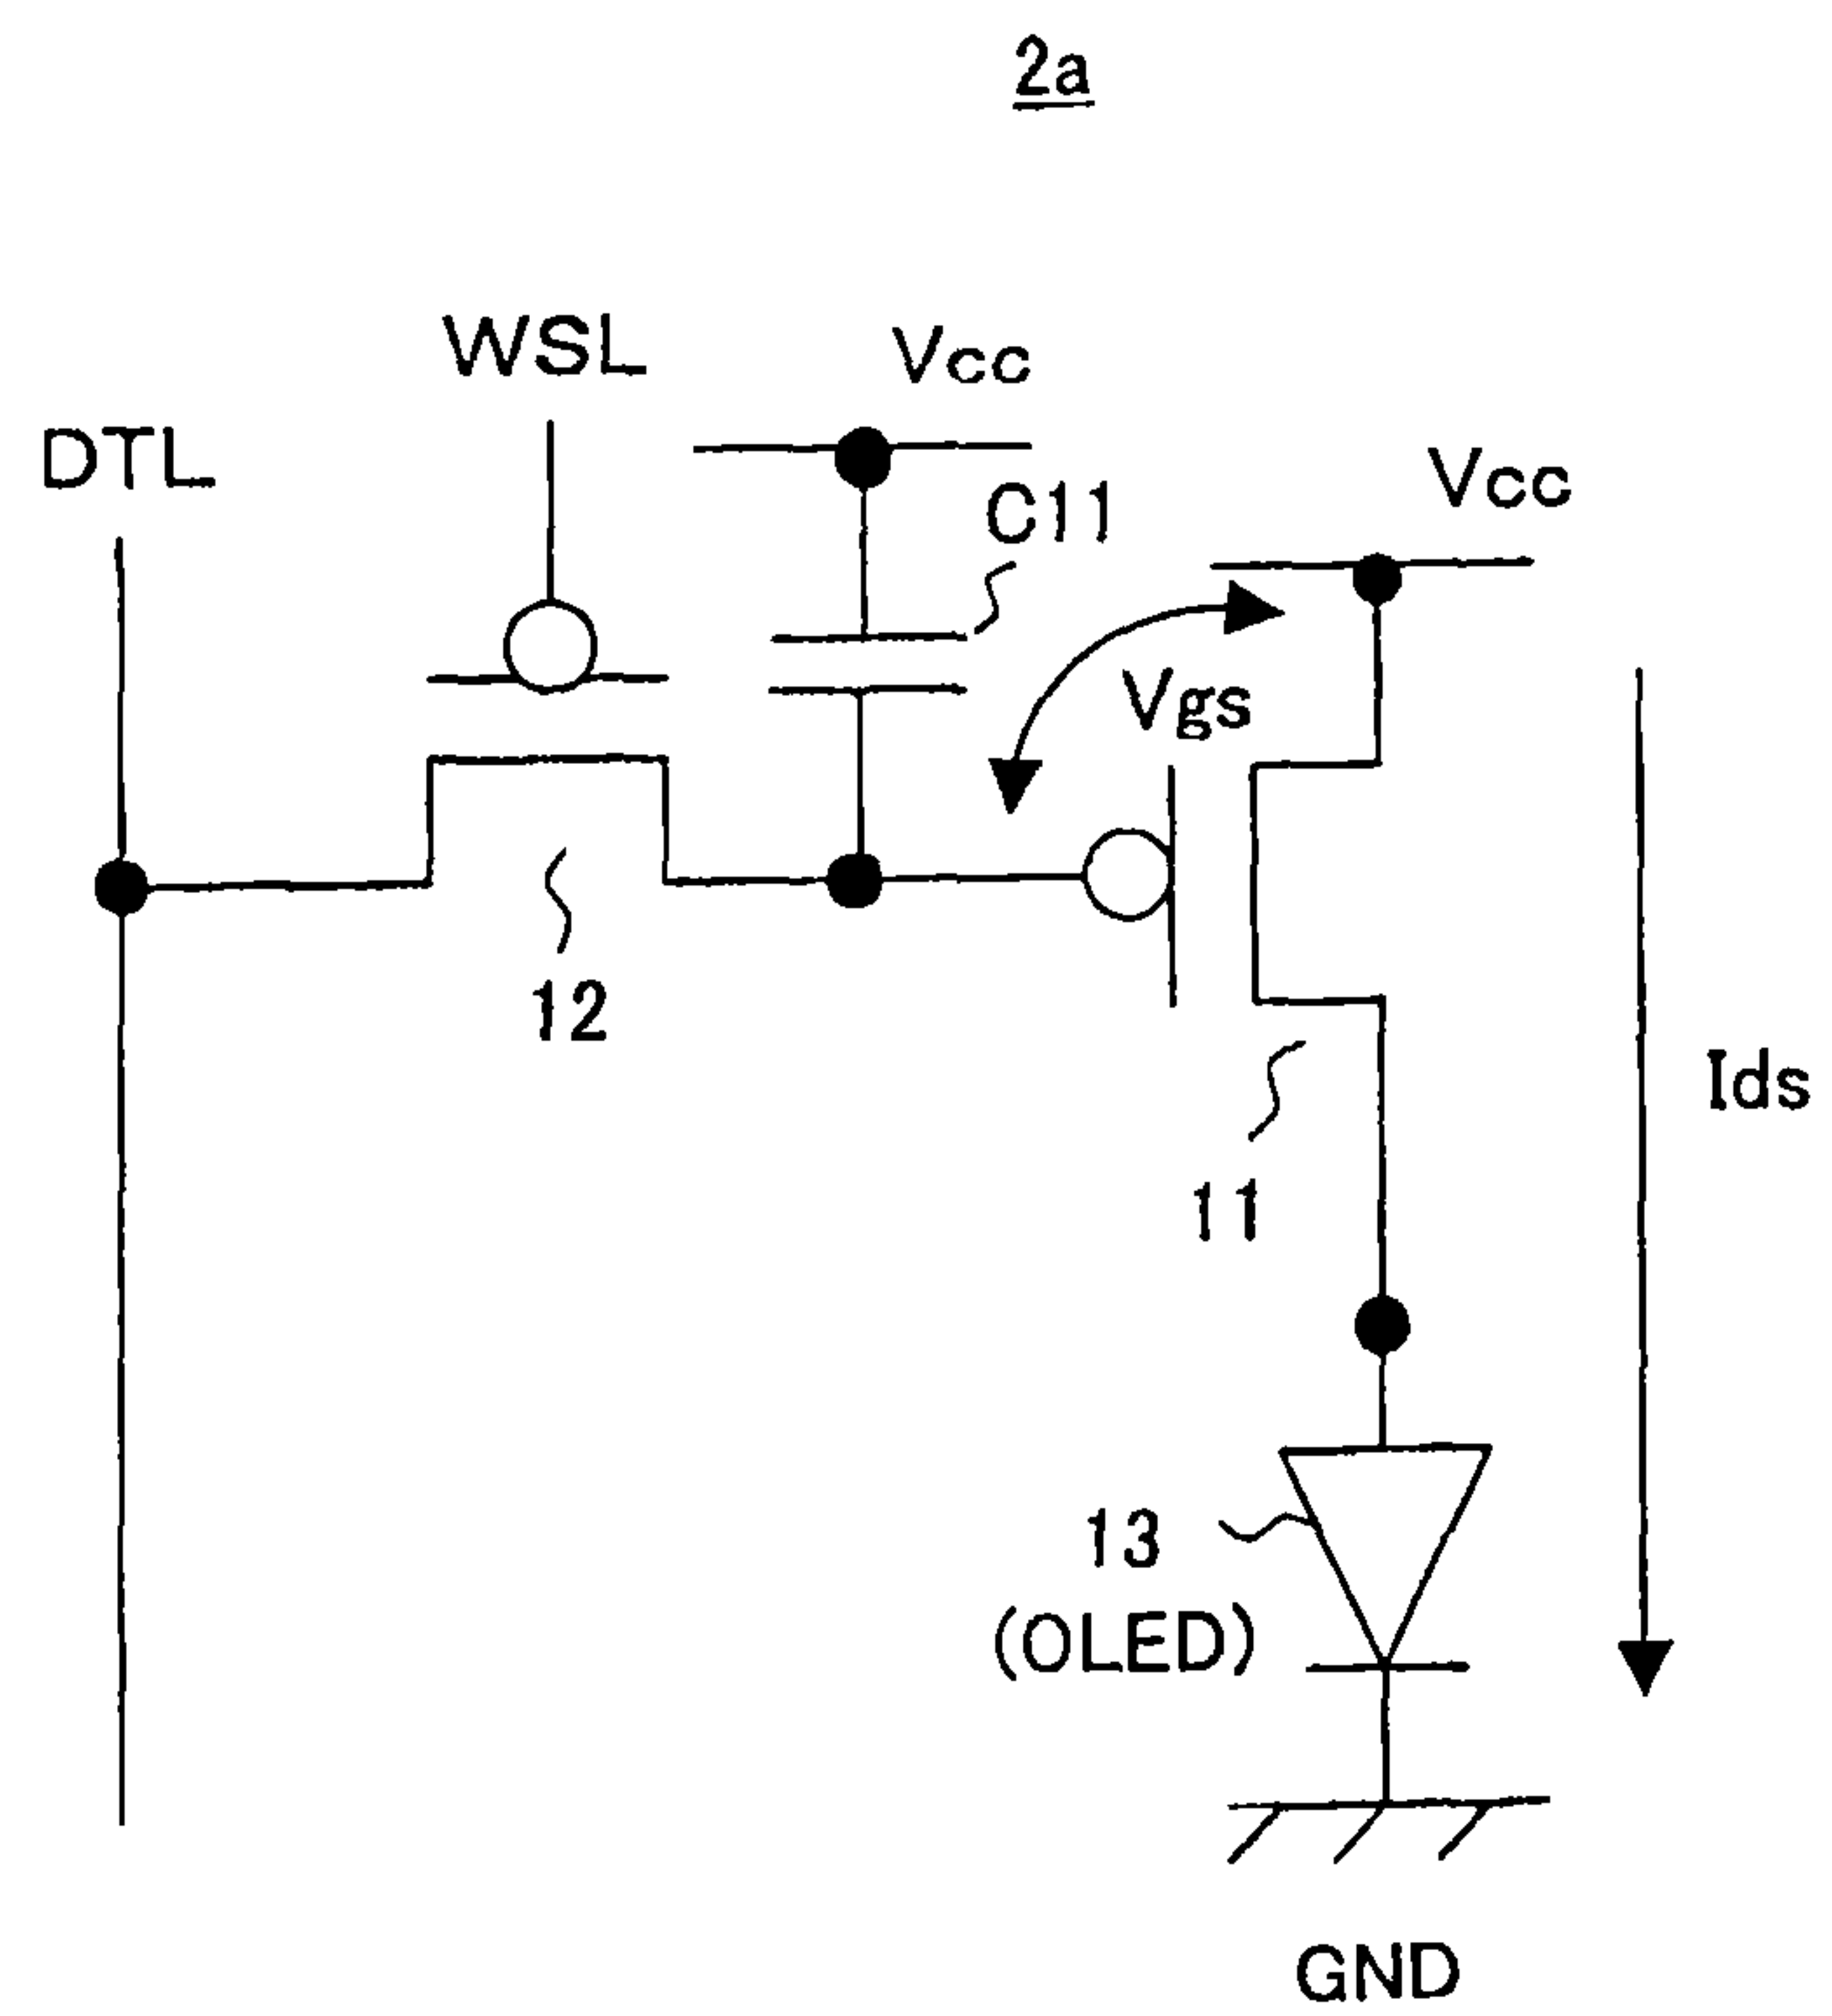 2a
WSL
Vcc
DTL
Vcc
C11
Vgs
12
Ids
11
13
(OLED)
GND